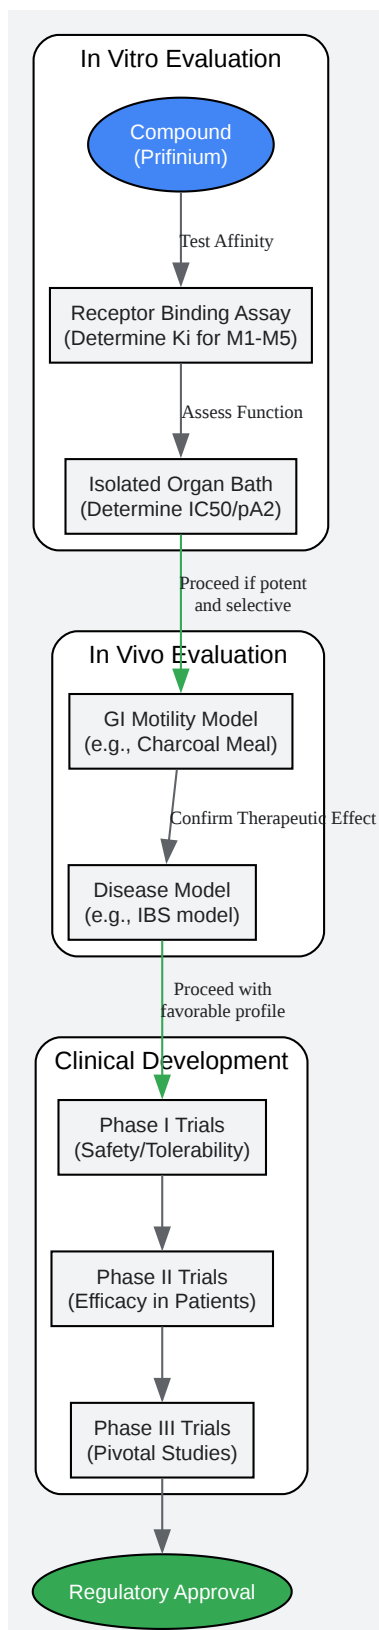 In Vitro Evaluation
Compound
(Prifinium)
Test Affinity
Receptor Binding Assay
(Determine Ki for M1-M5)
Assess Function
Isolated Organ Bath
(Determine IC50/pA2)
Proceed if potent
and selective
In Vivo Evaluation
GI Motility Model
(e.g., Charcoal Meal)
Confirm Therapeutic Effect
Disease Model
(e.g., IBS model)
Proceed with
favorable profile
Clinical Development
Phase I Trials
(Safety/Tolerability)
Phase II Trials
(Efficacy in Patients)
Phase III Trials
(Pivotal Studies)
Regulatory Approval